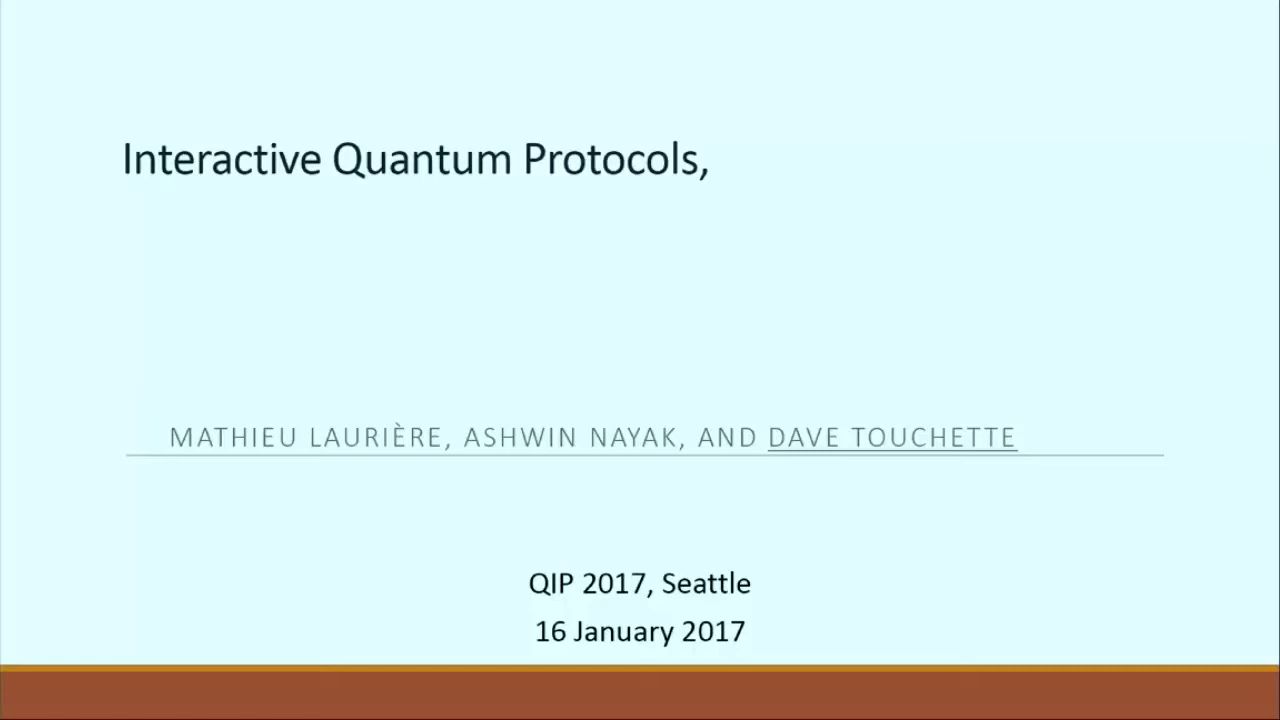 Interactive Quantum Protocols,
MATHIEU LAURIÈRE, ASHWIN NAYAK, AND DAVE TOUCHETTE
QIP 2017, Seattle
16 January 2017